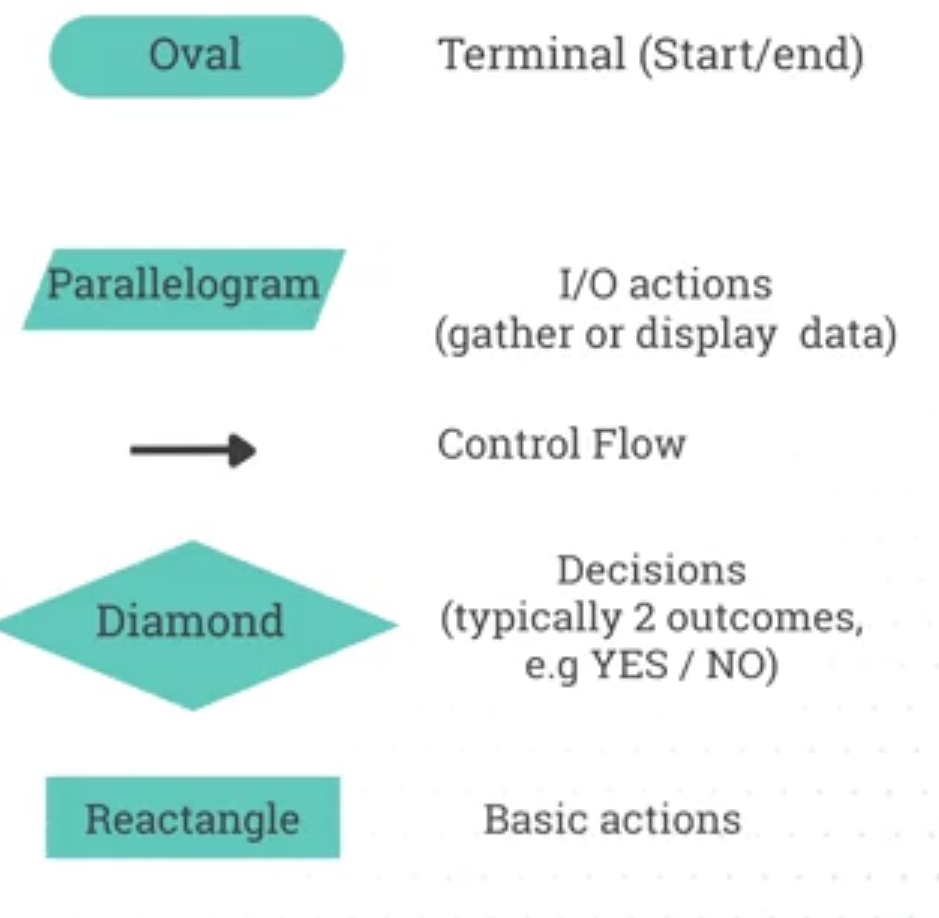 Oval
Terminal (Start/end)
Parallelogram
I/O actions
(gather or display data)
Control Flow
Diamond
Decisions
(typically 2 outcomes,
e.g YES / NO)
Reactangle
Basic actions